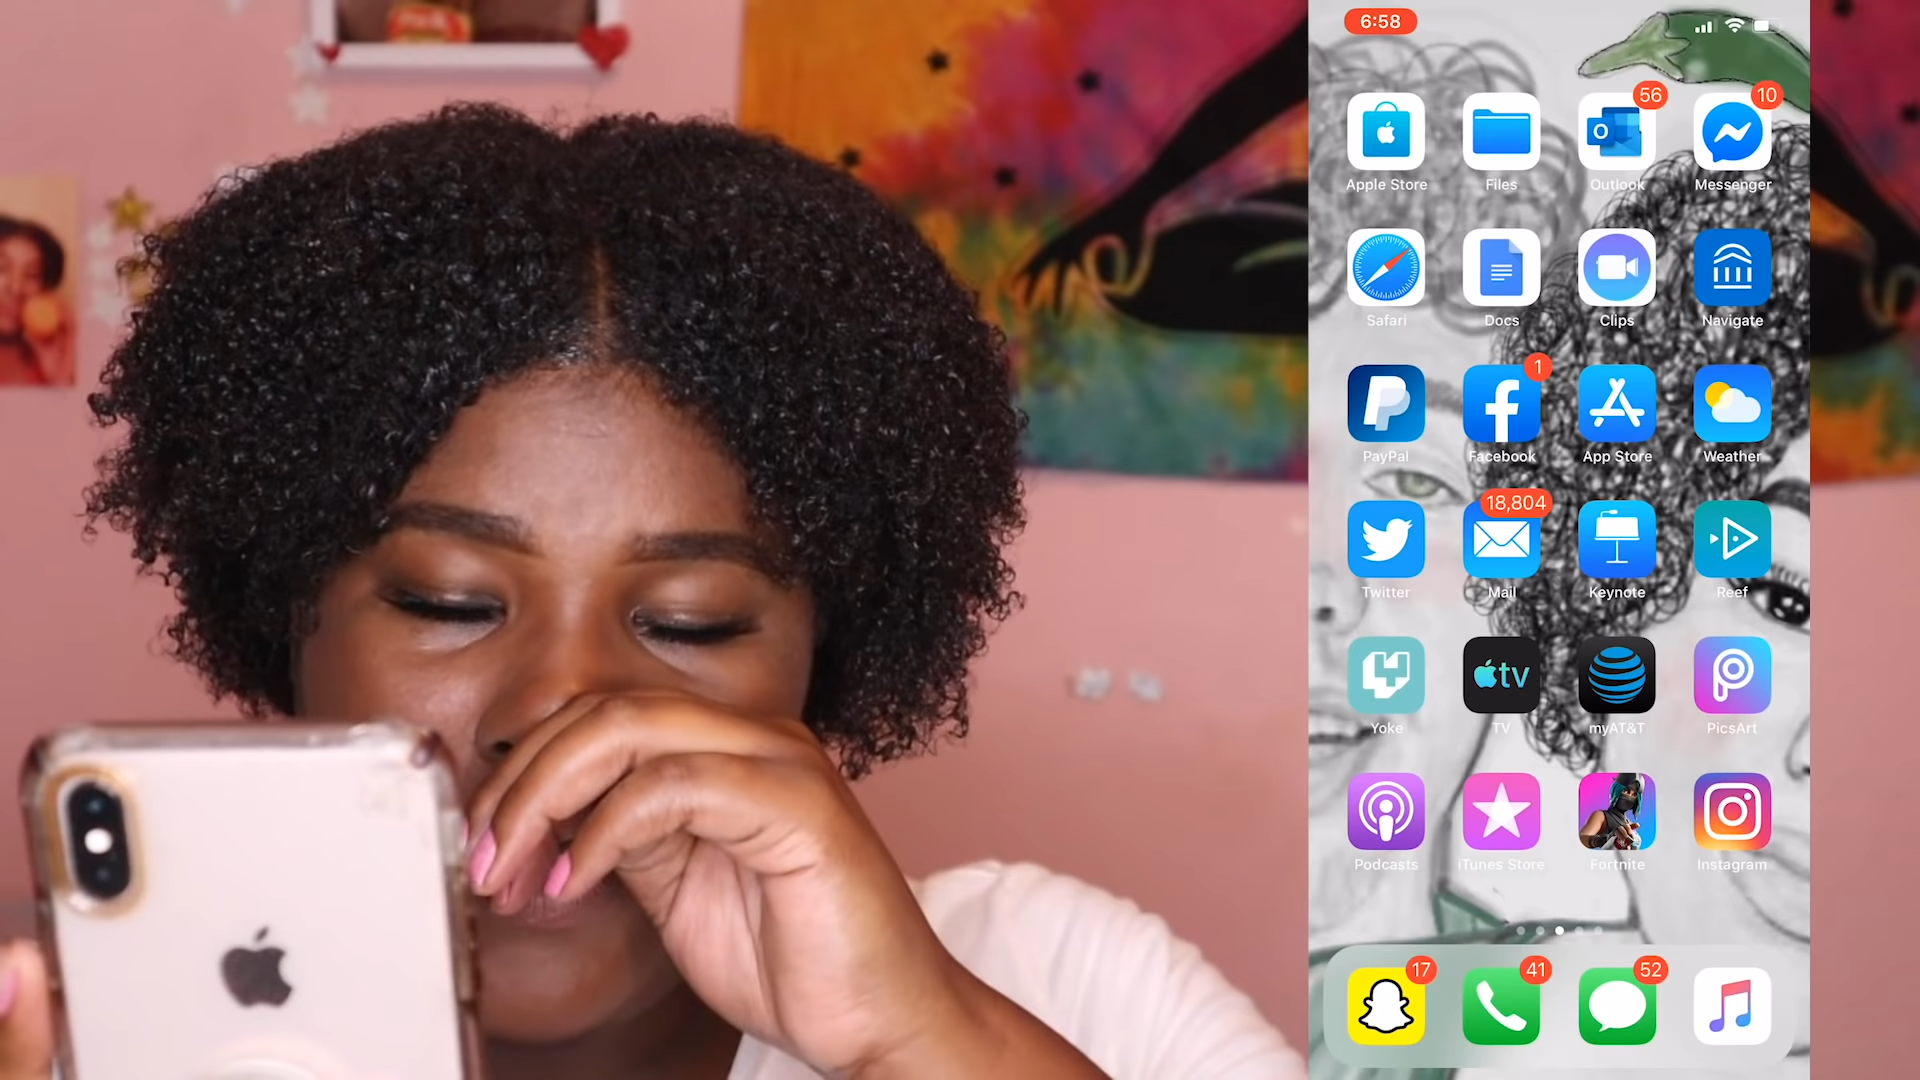 6:58
56
10
Apple Store
Files
Outlook
Messenger
Safari
Docs
Clips
Navigate
1
PayPal
Facebook
App Store
Weather
18,804
Twitter
Mail
Keynote
Reef
tv
Yoke
TV
myAT&T
PicsArt
Podcasts
iTunes Store
Fortnite
Instagram
17
41
52